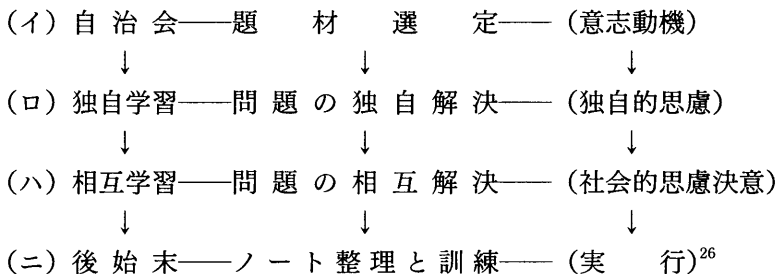 (イ) 自治会——題材選定——(意志動機)
↓ ↓ ↓
(ロ) 独自学習——問題の独自解決——(独自的思慮)
↓ ↓ ↓
(ハ) 相互学習——問題の相互解決——(社会的思慮決意)
↓ ↓ ↓
(ニ) 後始末——ノート整理と訓練——(実行)26